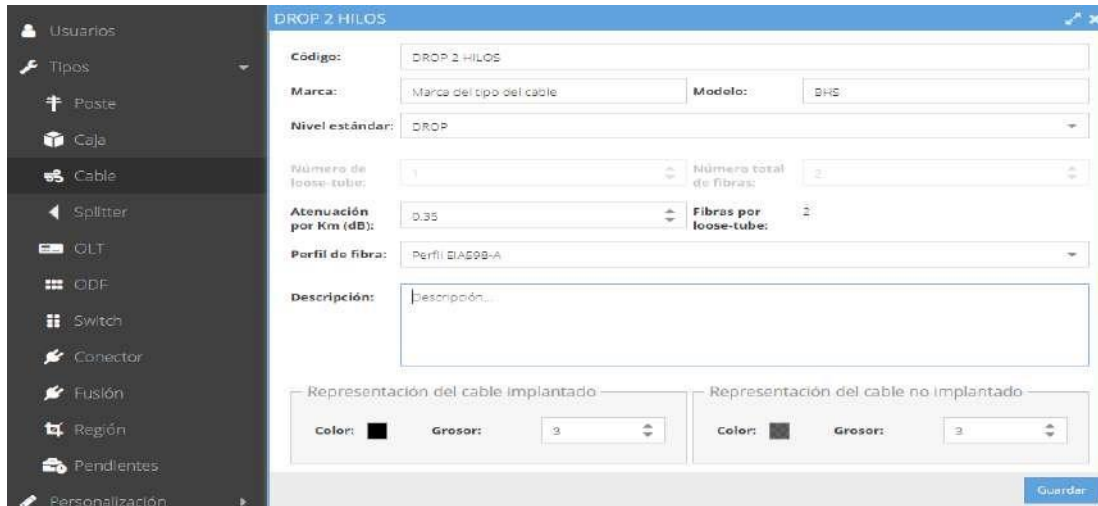 DROP 2 HILOS
Usuarios
Tipos
Poste
Caja
Cable
Splitter
OLT
ODF
Switch
Conector
Fusión
Región
Pendientes
Personalización
Código: DROP 2 HILOS
Marca: Marca del tipo del cable Modelo: BHS
Nivel estándar: DROP
Número de loose-tube: 1 Número total de fibras: 2
Atenuación por Km (dB): 0.35 Fibras por loose-tube: 2
Perfil de fibra: Perfil EIA598-A
Descripción: Descripción...
Representación del cable implantado Representación del cable no implantado
Color: Grosor: 3 Color: Grosor: 3
Guardar